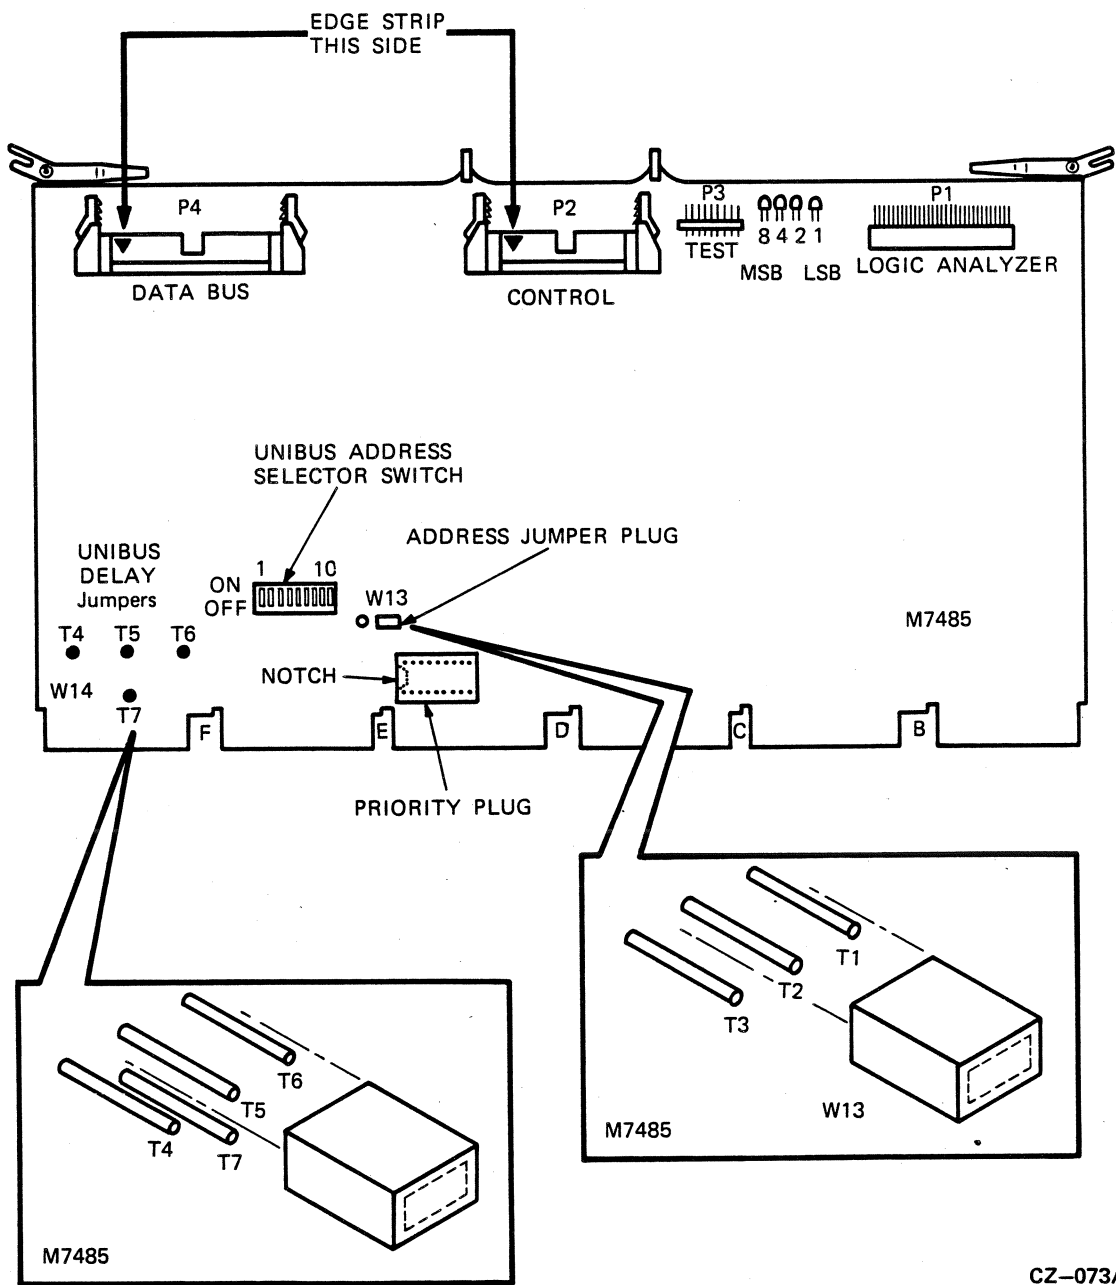 EDGE STRIP
THIS SIDE
P4
P2
P3
P1
TEST
8 4 2 1
MSB LSB
LOGIC ANALYZER
DATA BUS
CONTROL
UNIBUS ADDRESS
SELECTOR SWITCH
ADDRESS JUMPER PLUG
UNIBUS
DELAY
Jumpers
1 10
ON
OFF
W13
M7485
T4 T5 T6
W14
T7
NOTCH
F E D C B
PRIORITY PLUG
T1
T2
T3
W13
M7485
T6
T5
T4 T7
M7485
CZ–073